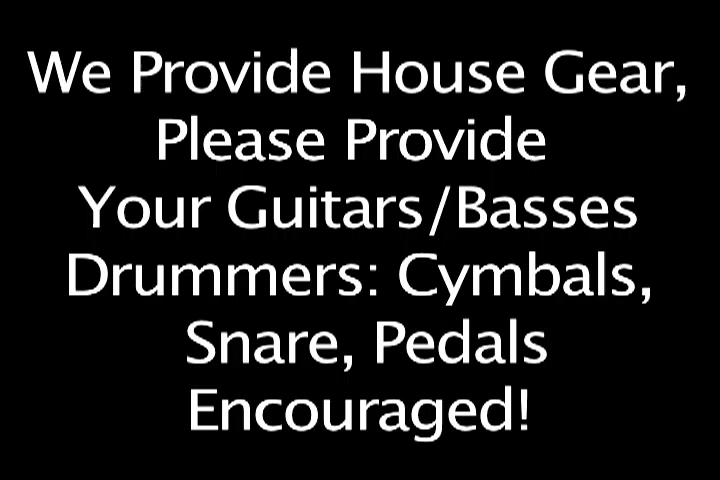 We Provide House Gear,
Please Provide
Your Guitars/Basses
Drummers: Cymbals,
Snare, Pedals
Encouraged!